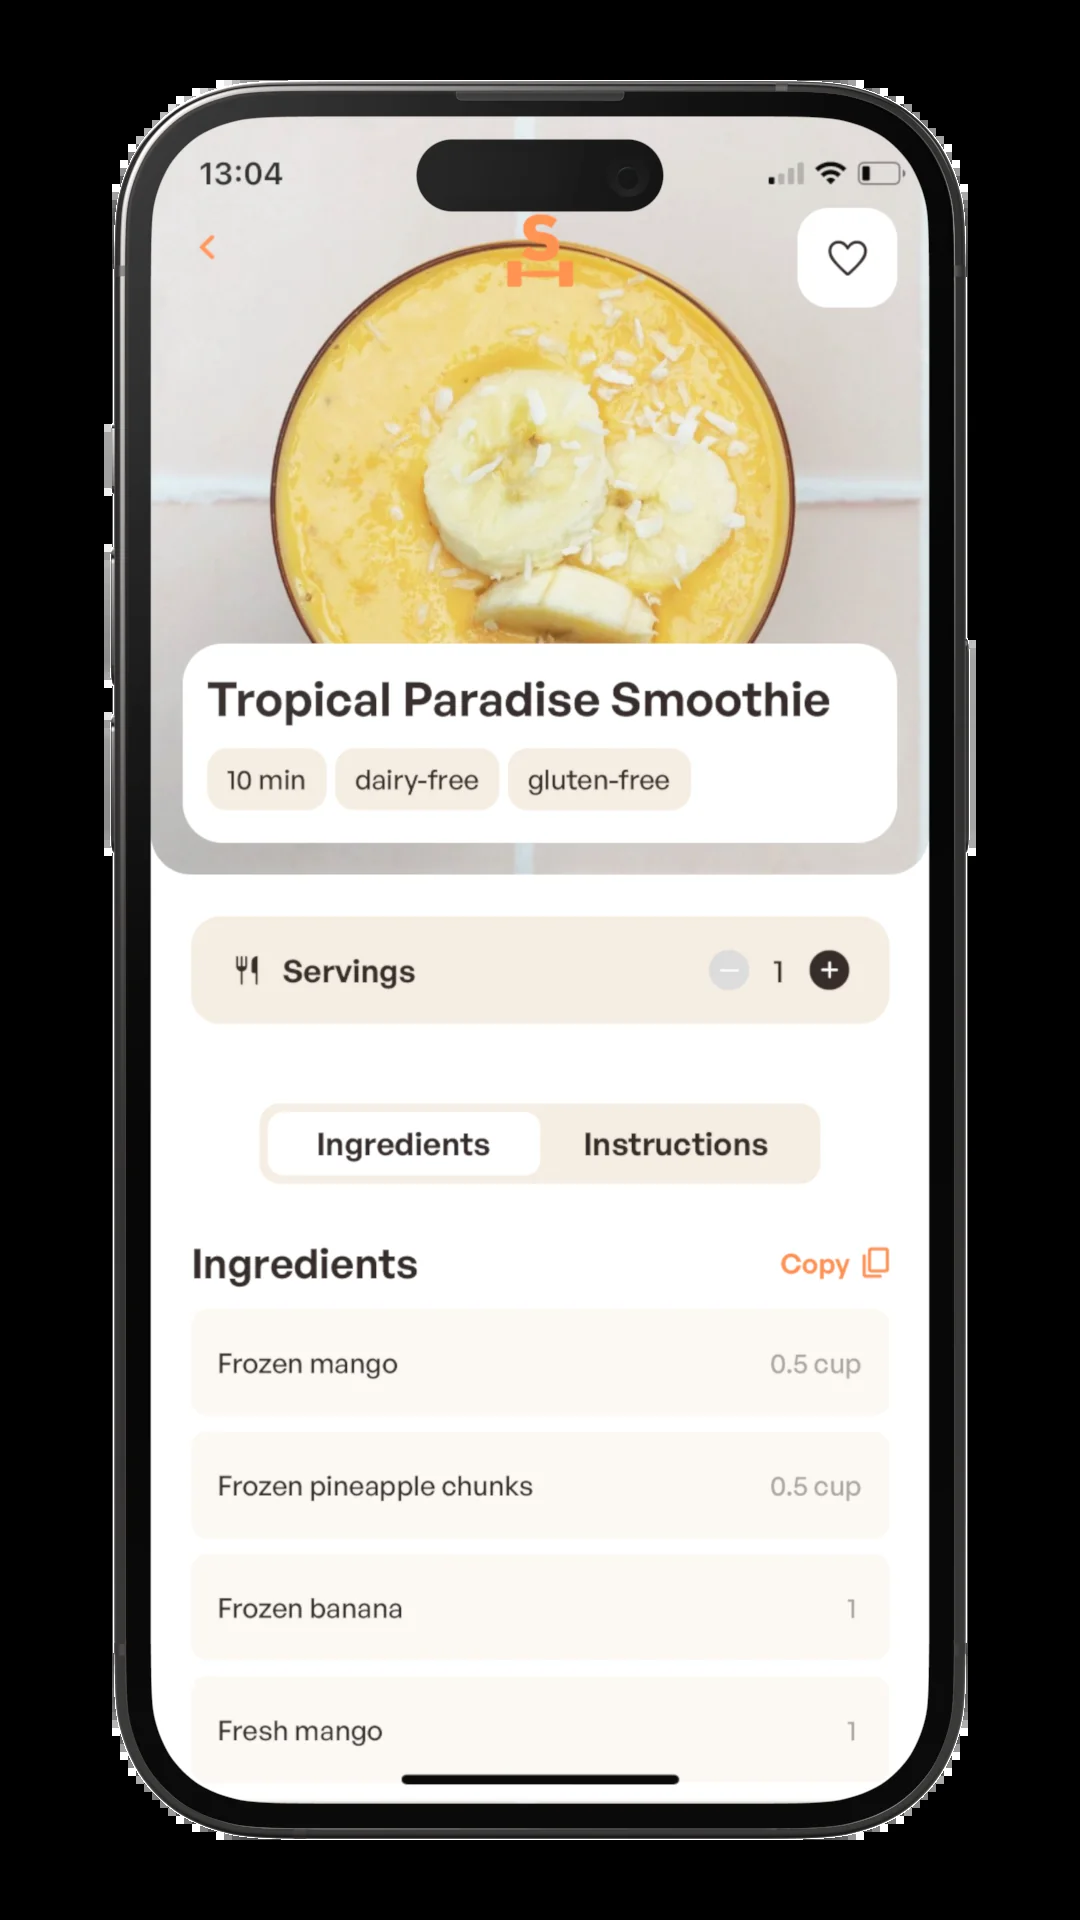 13:04
S
Tropical Paradise Smoothie
10 min dairy-free gluten-free
Servings 1
Ingredients Instructions
Ingredients Copy
Frozen mango 0.5 cup
Frozen pineapple chunks 0.5 cup
Frozen banana 1
Fresh mango 1